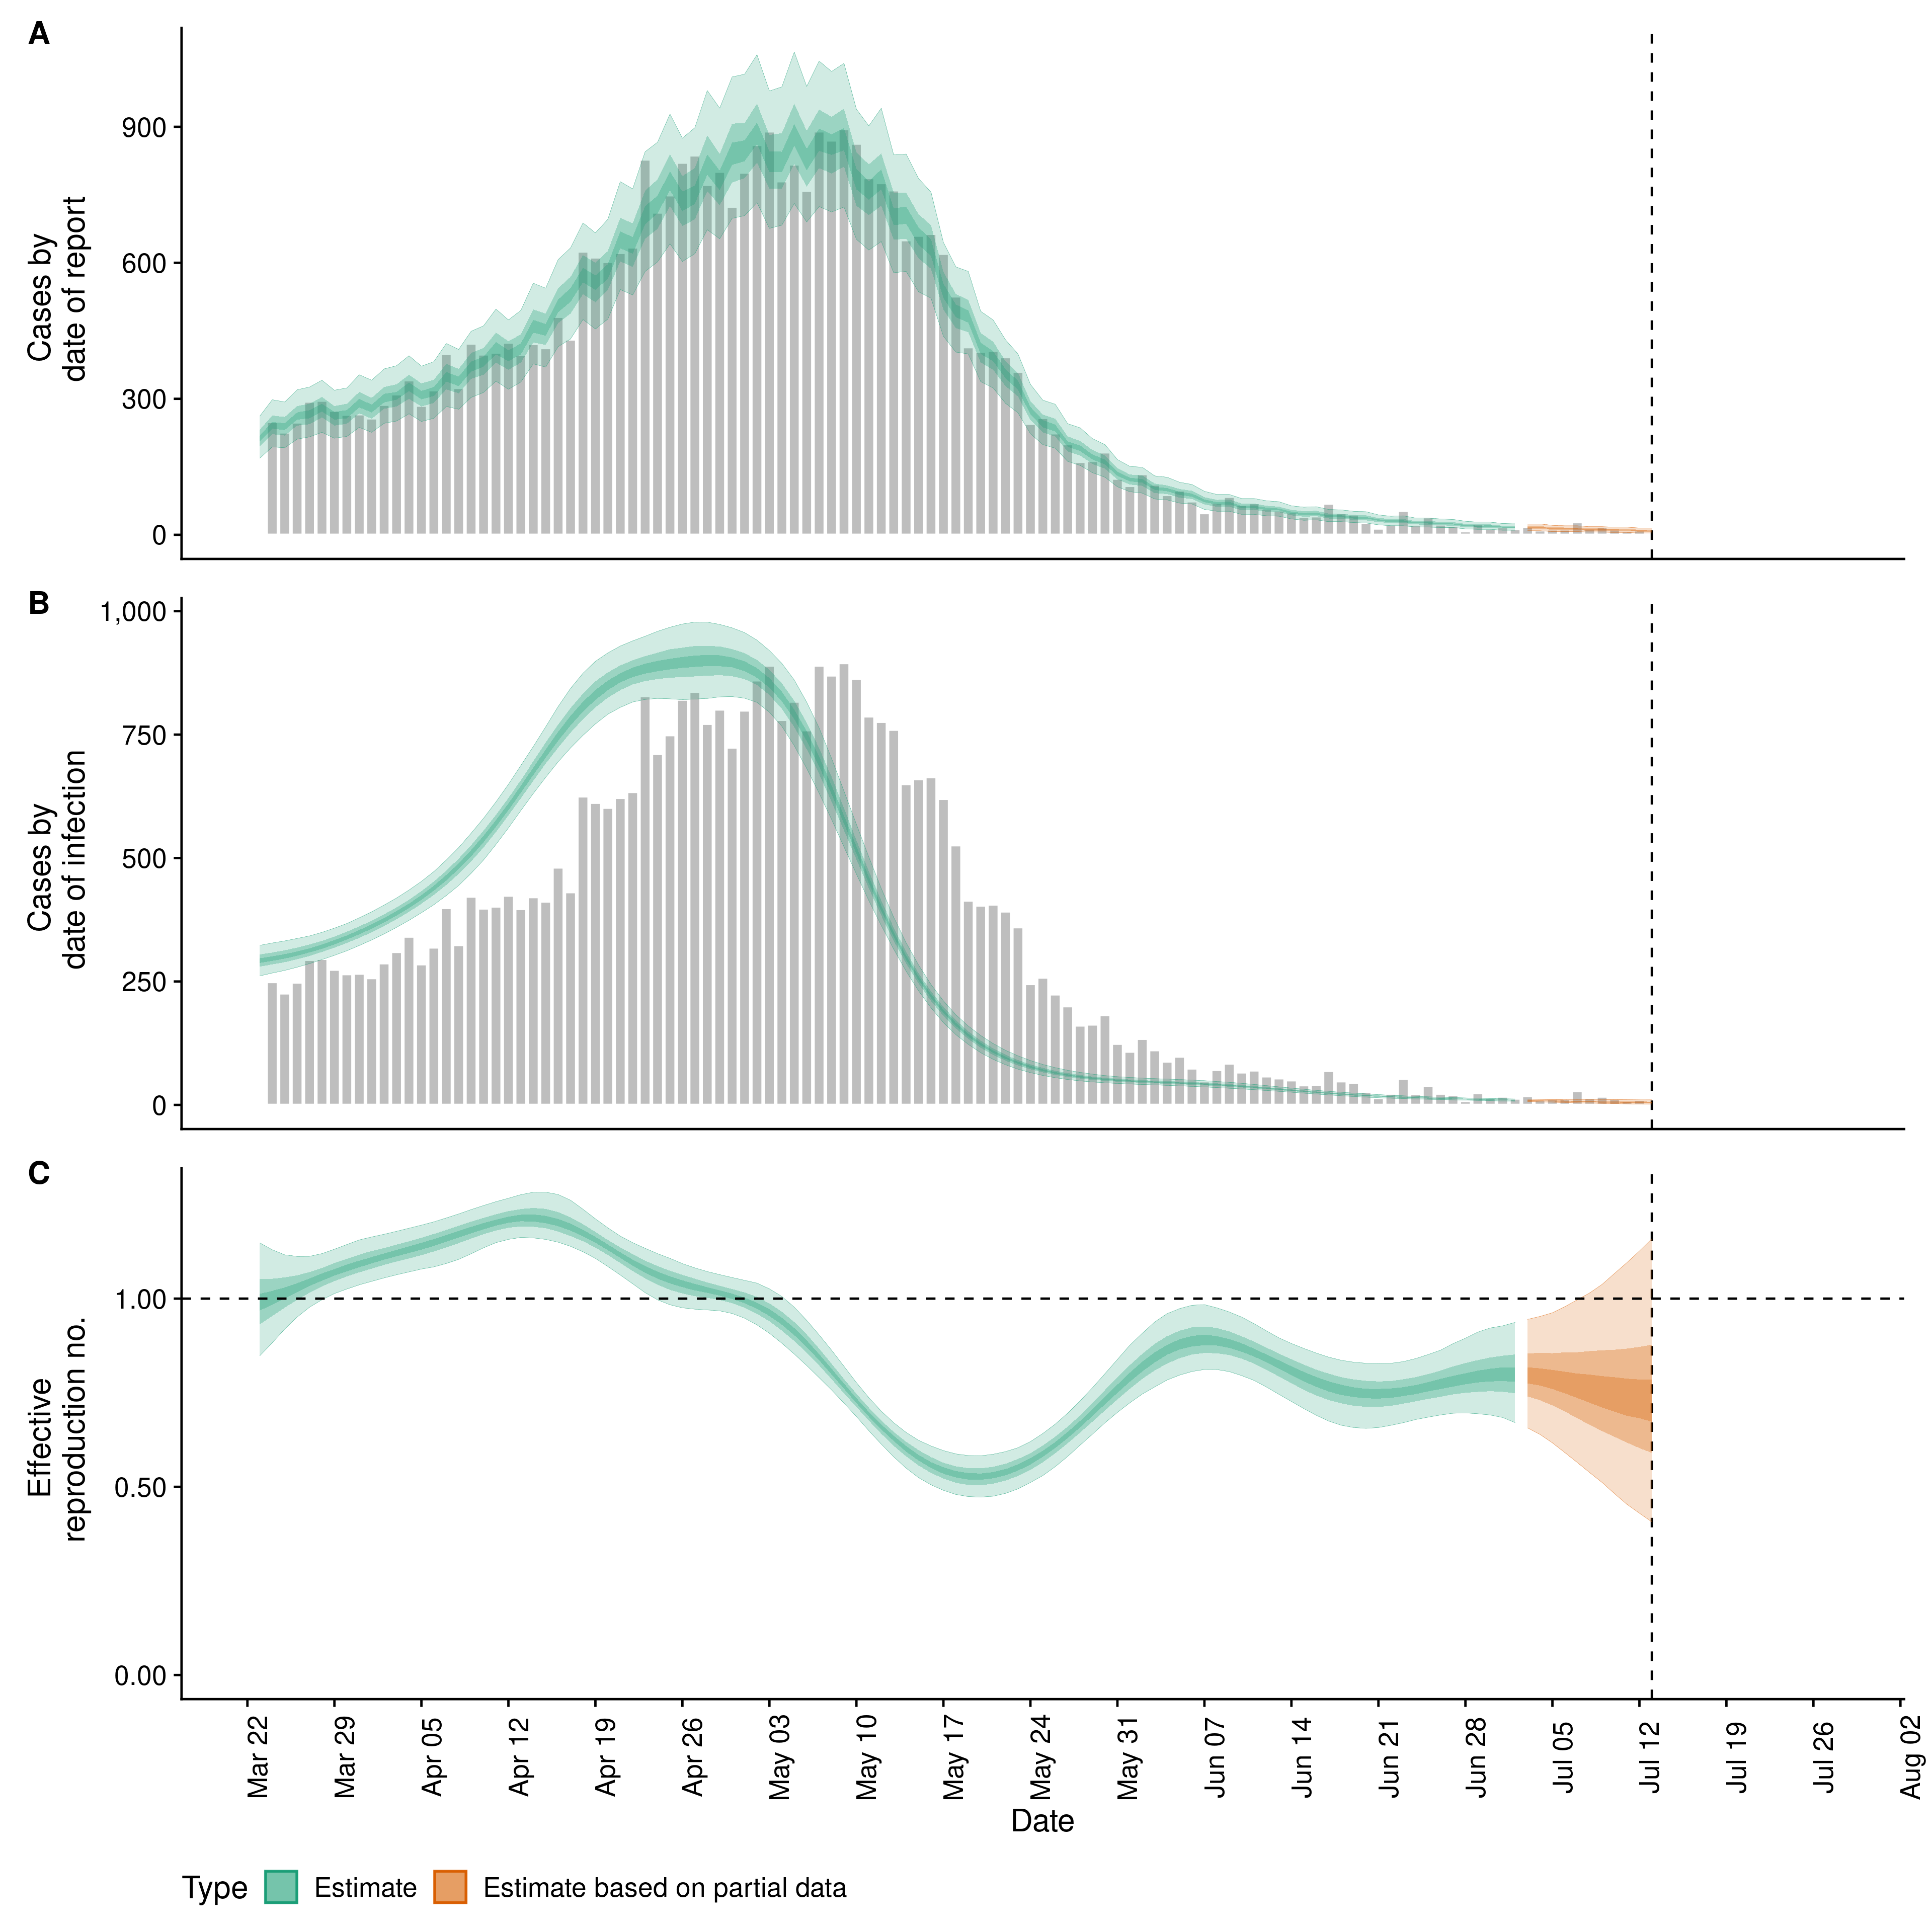 A
Cases by
date of report
900
600
300
0
B
Cases by
date of infection
1,000
750
500
250
0
C
Effective
reproduction no.
1.00
0.50
0.00
Mar 22
Mar 29
Apr 05
Apr 12
Apr 19
Apr 26
May 03
May 10
May 17
May 24
May 31
Jun 07
Jun 14
Jun 21
Jun 28
Jul 05
Jul 12
Jul 19
Jul 26
Aug 02
Date
Type Estimate Estimate based on partial data